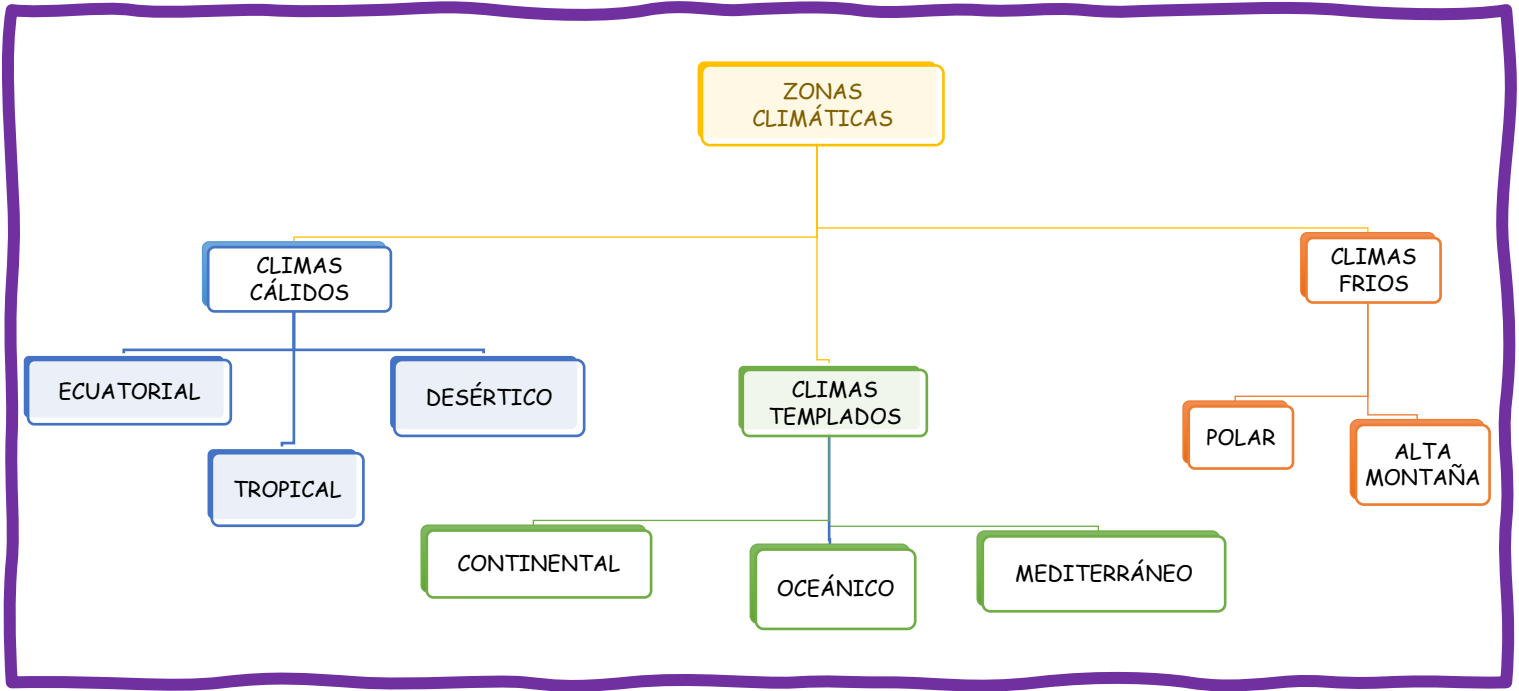 ZONAS
CLIMÁTICAS
CLIMAS
CÁLIDOS
CLIMAS
FRIOS
ECUATORIAL
DESÉRTICO
TROPICAL
CLIMAS
TEMPLADOS
POLAR
ALTA
MONTAÑA
CONTINENTAL
OCEÁNICO
MEDITERRÁNEO